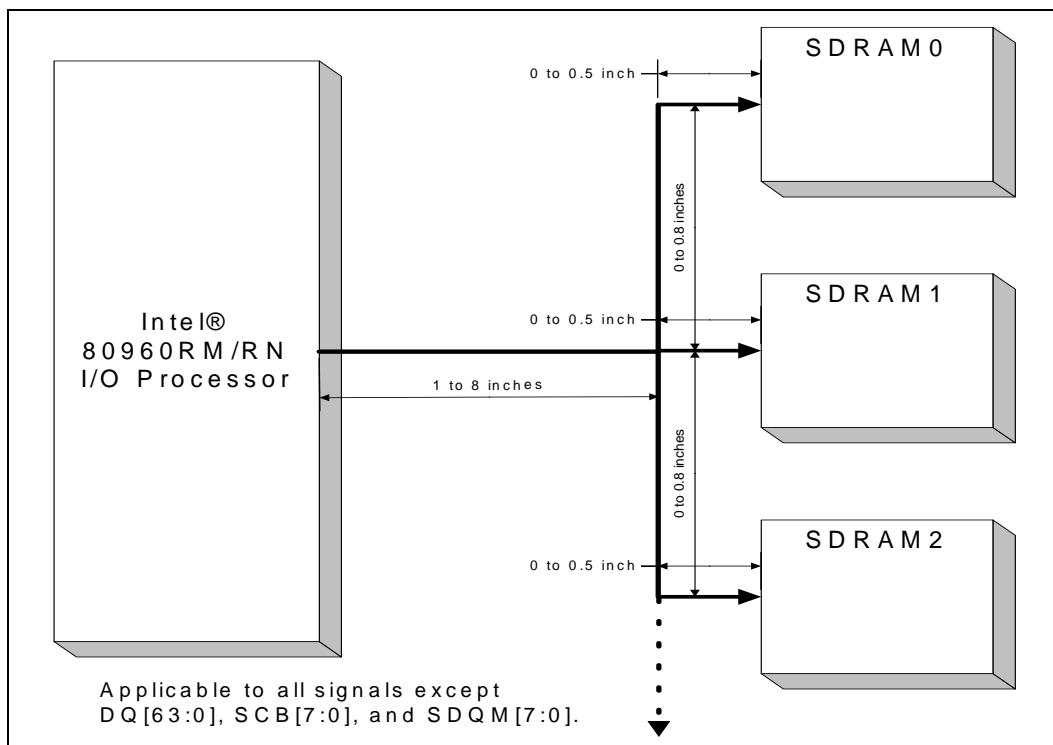 SDRAM0
0 to 0.5 inch
0 to 0.8 inches
SDRAM1
0 to 0.5 inch
Intel®
80960RM/RN
I/O Processor
1 to 8 inches
0 to 0.8 inches
SDRAM2
0 to 0.5 inch
Applicable to all signals except
DQ[63:0], SCB[7:0], and SDQM[7:0].